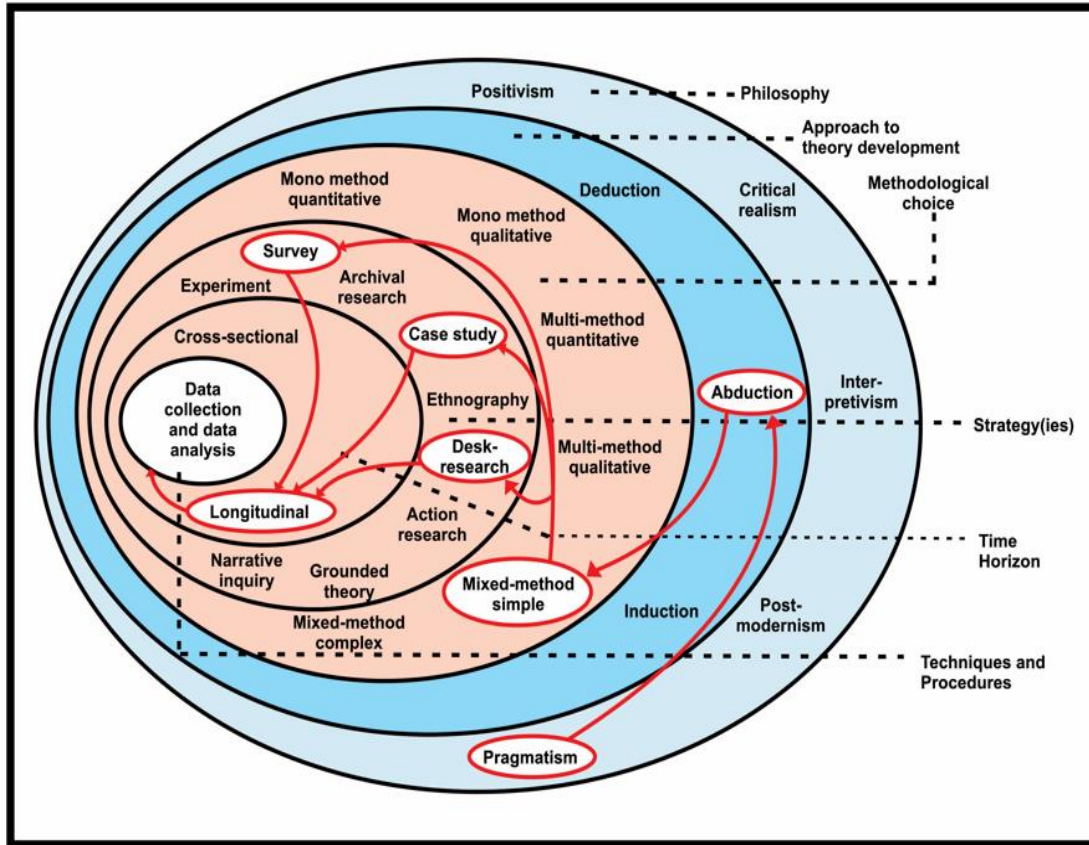 Positivism
Philosophy
Approach to
theory development
Methodological
choice
Mono method
quantitative
Deduction
Critical
realism
Mono method
qualitative
Survey
Archival
research
Experiment
Cross-sectional
Case study
Multi-method
quantitative
Data
collection
and data
analysis
Ethnography
Abduction
Inter-
pretivism
Strategy(ies)
Desk-
research
Multi-method
qualitative
Longitudinal
Action
research
Time
Horizon
Narrative
inquiry
Grounded
theory
Mixed-method
simple
Mixed-method
complex
Induction
Post-
modernism
Techniques and
Procedures
Pragmatism